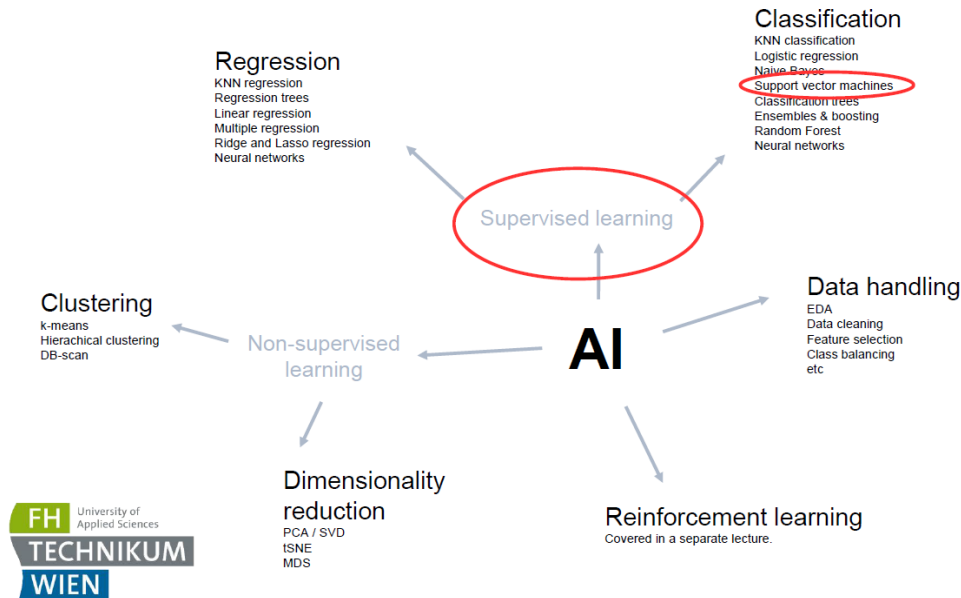 Classification
KNN classification
Logistic regression
Naive Bayes
Support vector machines
Classification trees
Ensembles & boosting
Random Forest
Neural networks
Regression
KNN regression
Regression trees
Linear regression
Multiple regression
Ridge and Lasso regression
Neural networks
Supervised learning
Clustering
k-means
Hierachical clustering
DB-scan
Non-supervised
learning
AI
Data handling
EDA
Data cleaning
Feature selection
Class balancing
etc
Dimensionality
reduction
PCA / SVD
tSNE
MDS
Reinforcement learning
Covered in a separate lecture.
FH
University of
Applied Sciences
TECHNIKUM
WIEN